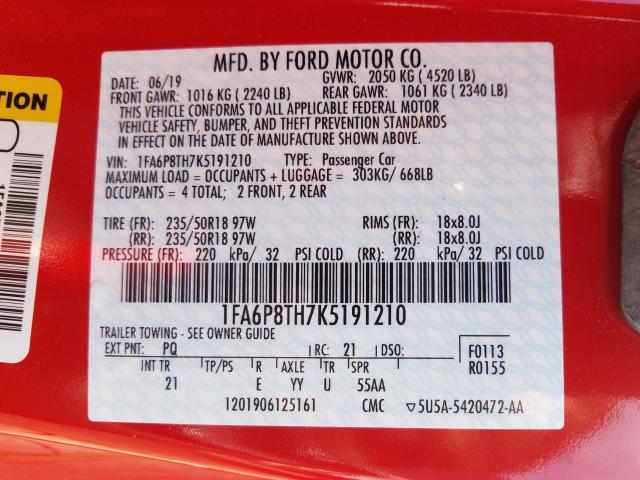 MFD. BY FORD MOTOR CO.
DATE: 06/19 GVWR: 2050 KG ( 4520 LB)
FRONT GAWR: 1016 KG ( 2240 LB) REAR GAWR: 1061 KG ( 2340 LB)
THIS VEHICLE CONFORMS TO ALL APPLICABLE FEDERAL MOTOR
VEHICLE SAFETY, BUMPER, AND THEFT PREVENTION STANDARDS
IN EFFECT ON THE DATE OF MANUFACTURE SHOWN ABOVE.
VIN: 1FA6P8TH7K5191210 TYPE: Passenger Car
MAXIMUM LOAD = OCCUPANTS + LUGGAGE = 303KG/ 668LB
OCCUPANTS = 4 TOTAL; 2 FRONT, 2 REAR
TIRE (FR): 235/50R18 97W RIMS (FR): 18x8.0J
(RR): 235/50R18 97W (RR): 18x8.0J
PRESSURE (FR): 220 kPa/ 32 PSI COLD (RR): 220 kPa/ 32 PSI COLD
1FA6P8TH7K5191210
TRAILER TOWING - SEE OWNER GUIDE
EXT PNT: PQ RC: 21 DSO: F0113
INT TR TP/PS R AXLE TR SPR R0155
21 E YY U 55AA
1201906125161 CMC ▽5U5A-5420472-AA
TION